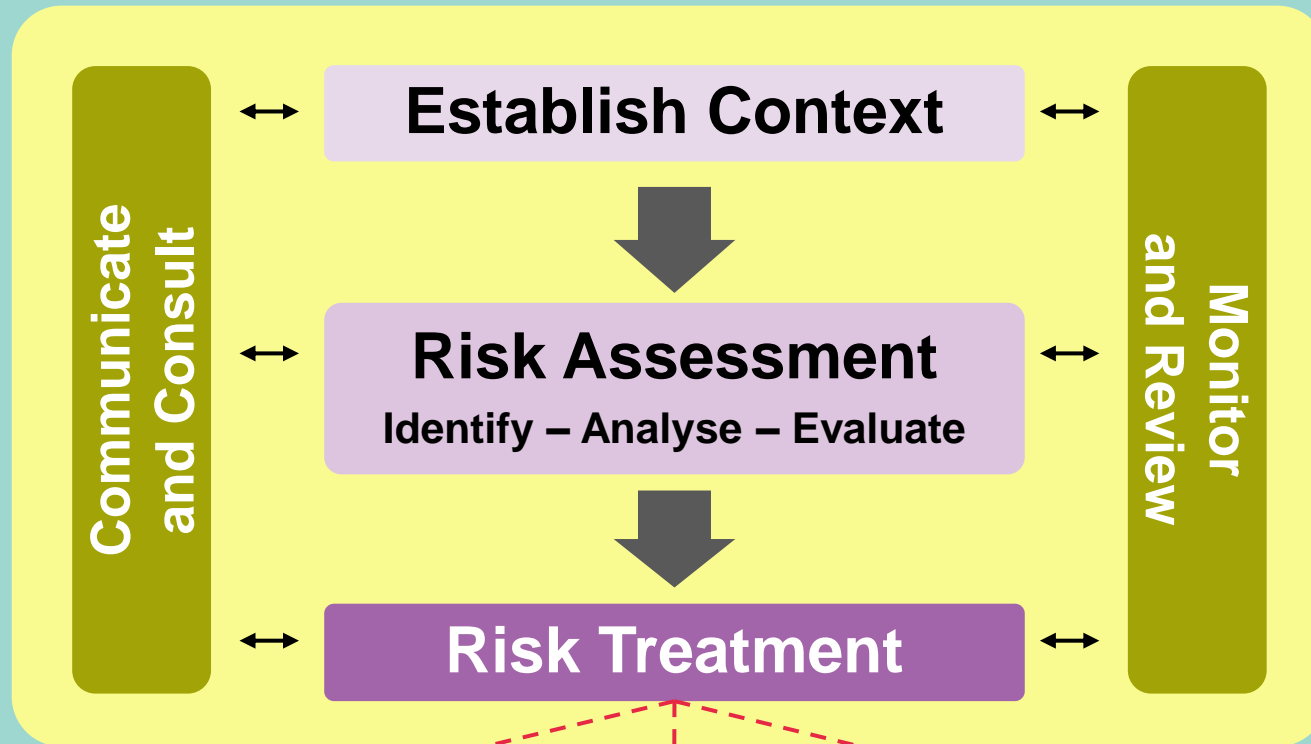 Communicate
and Consult
Establish Context
Risk Assessment
Identify – Analyse – Evaluate
Risk Treatment
Monitor
and Review